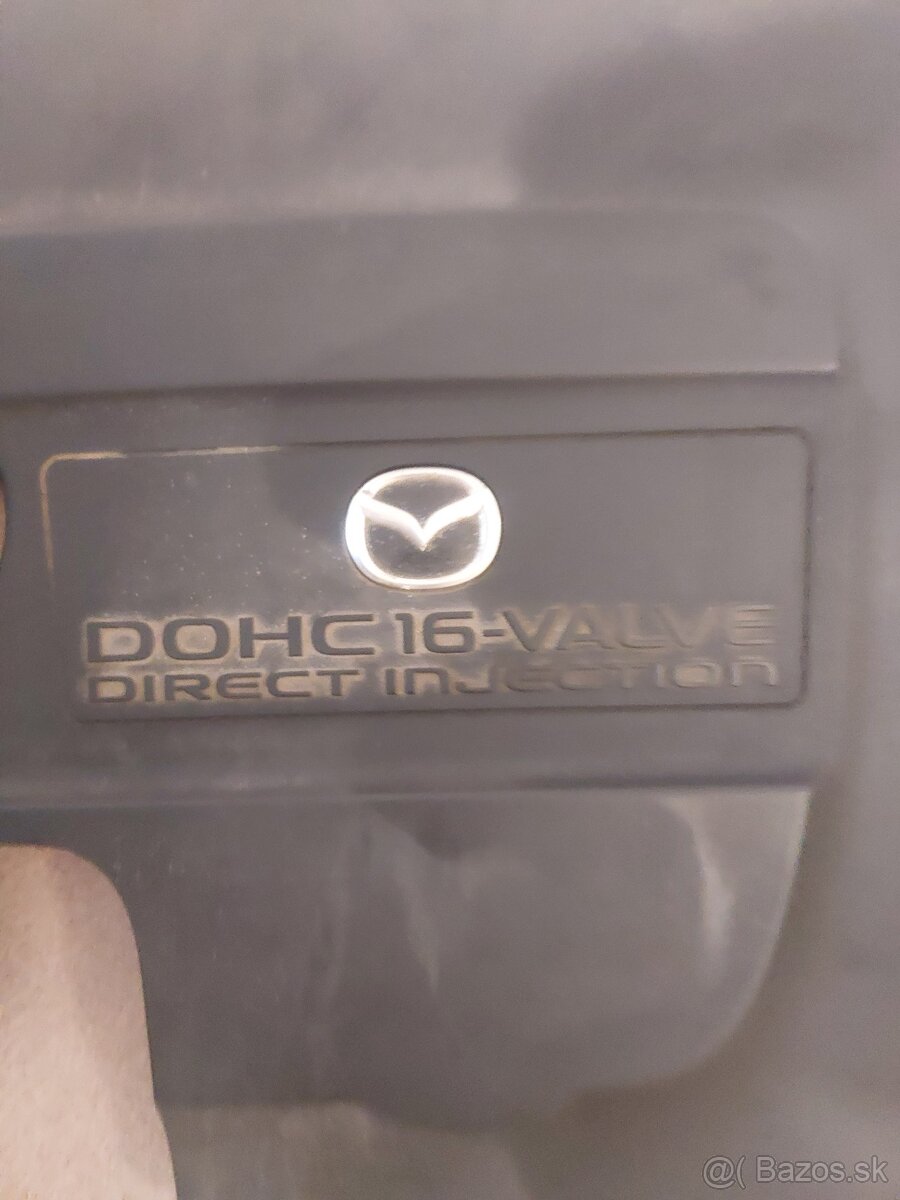 DOHC 16-VALVE
DIRECT INJECTION
@( Bazos.sk